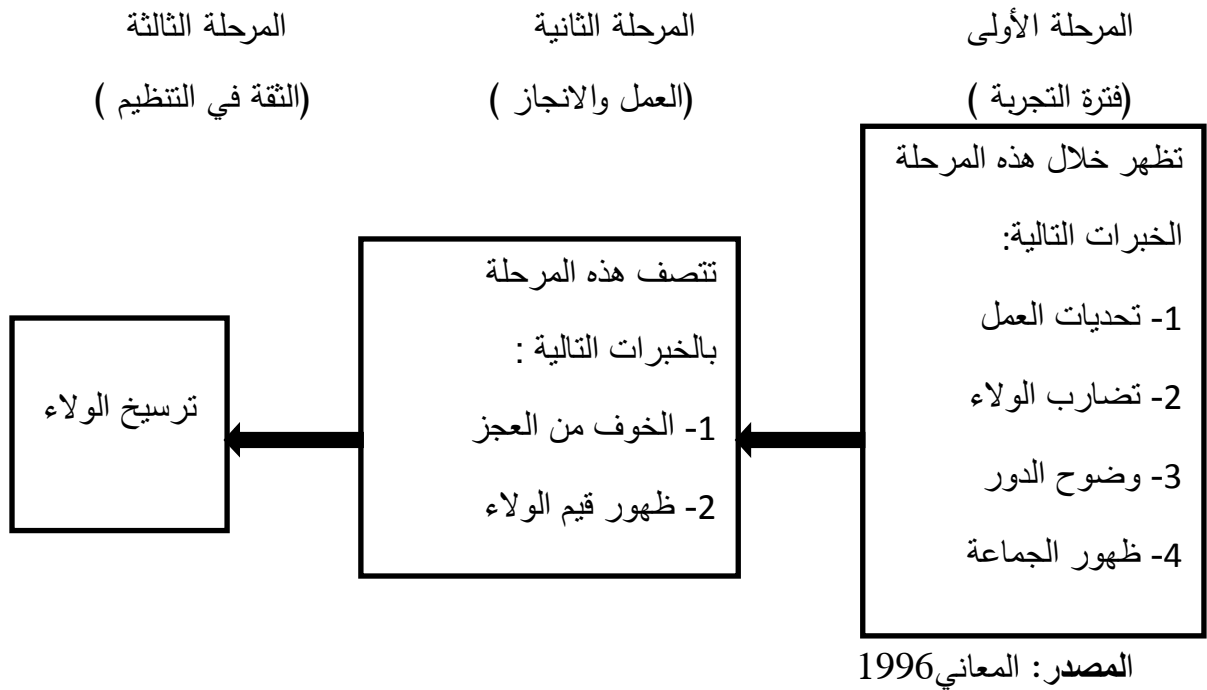 المرحلة الأولى
(فترة التجربة )
تظهر خلال هذه المرحلة
الخبرات التالية:
1- تحديات العمل
2- تضارب الولاء
3- وضوح الدور
4- ظهور الجماعة
المرحلة الثانية
(العمل والانجاز )
تتصف هذه المرحلة
بالخبرات التالية :
1- الخوف من العجز
2- ظهور قيم الولاء
المرحلة الثالثة
(الثقة في التنظيم )
ترسيخ الولاء
المصدر: المعاني1996